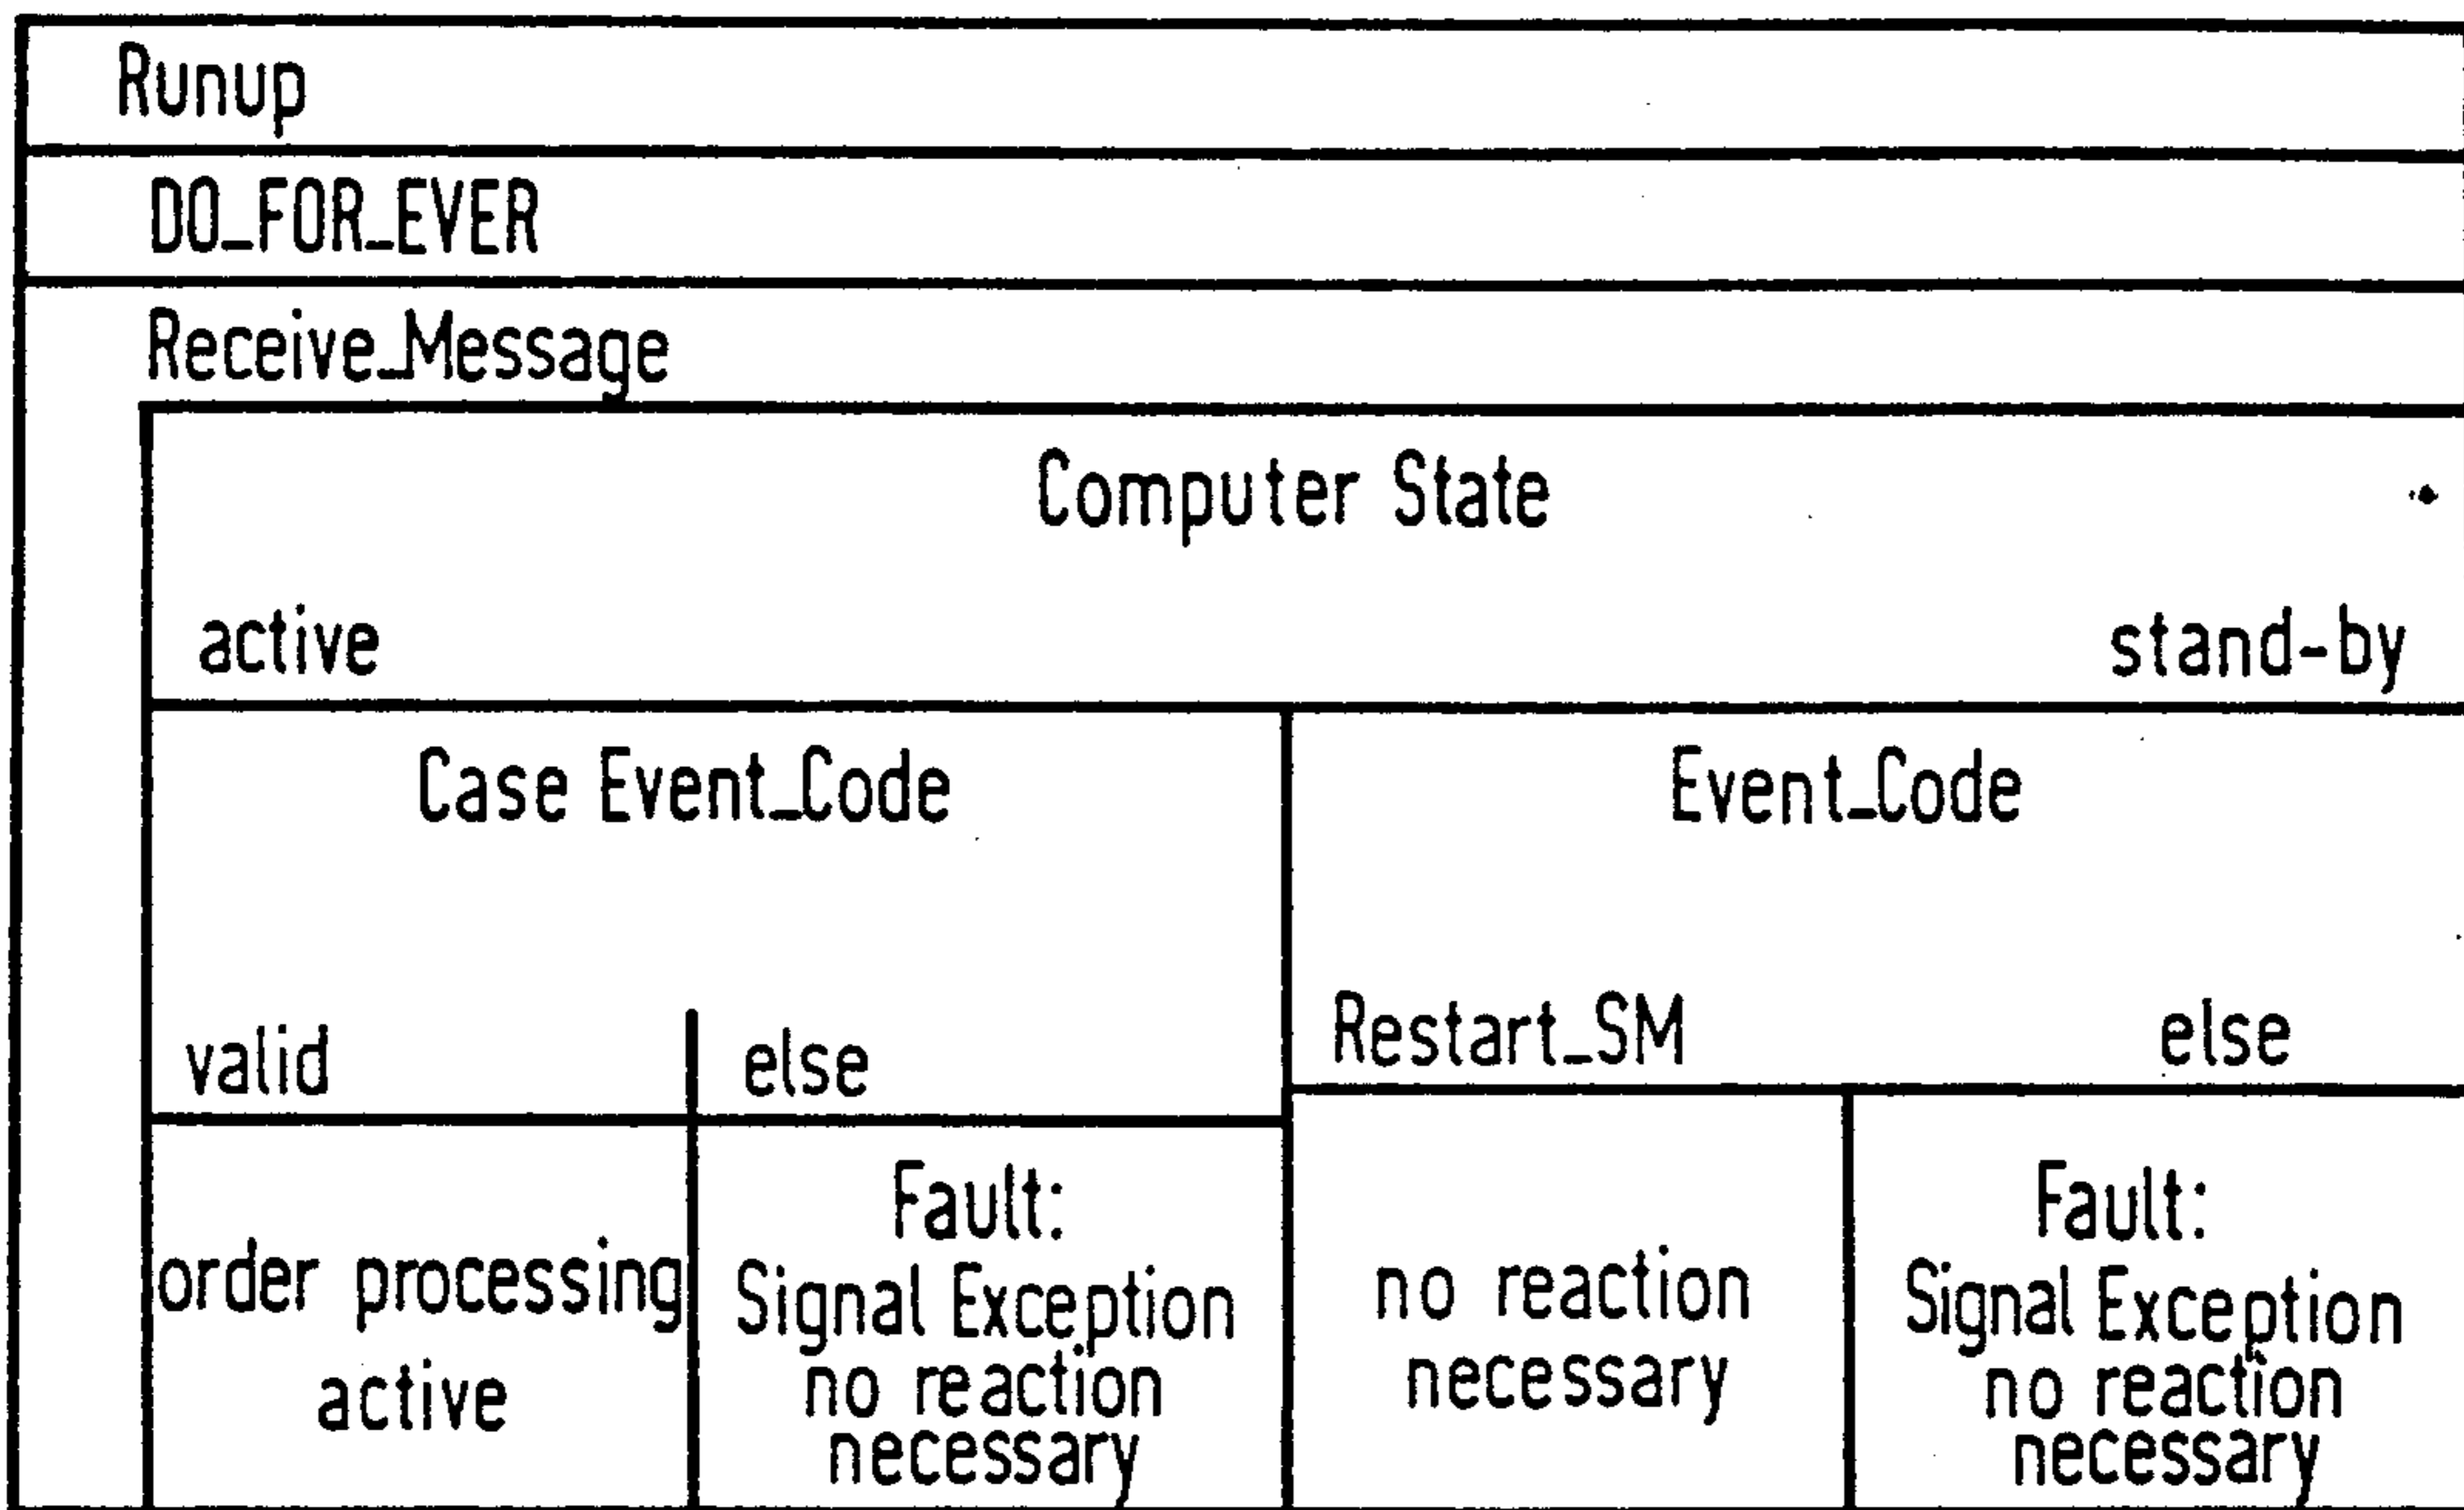 Runup
DO_FOR_EVER
Receive_Message
Computer State
active
stand-by
Case Event_Code
valid
else
order processing
active
Fault:
Signal Exception
no reaction
necessary
Event_Code
Restart_SM
else
no reaction
necessary
Fault:
Signal Exception
no reaction
necessary